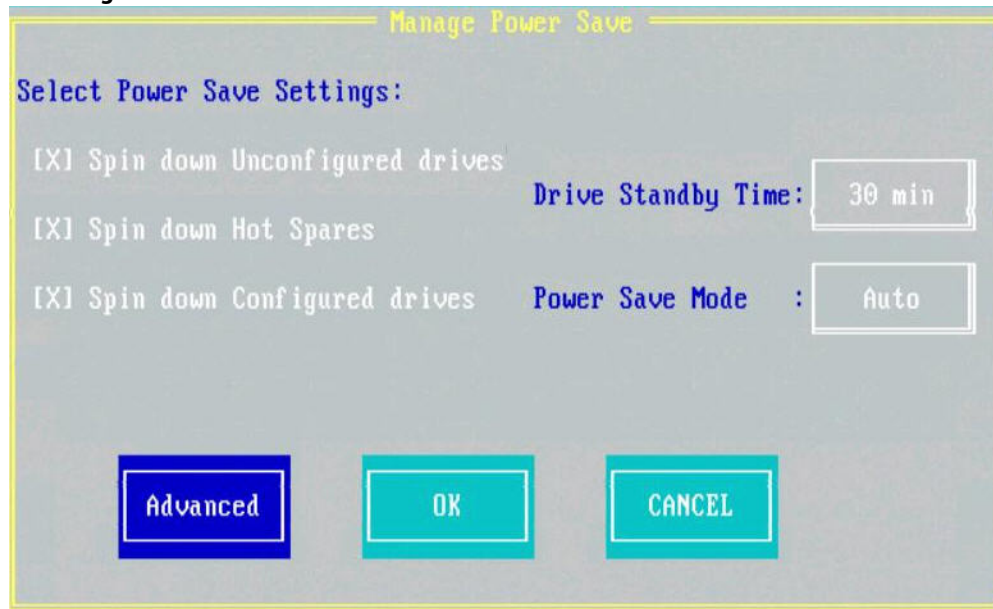 Manage Power Save
Select Power Save Settings:
[X] Spin down Unconfigured drives
Drive Standby Time: 30 min
[X] Spin down Hot Spares
[X] Spin down Configured drives Power Save Mode : Auto
Advanced OK CANCEL